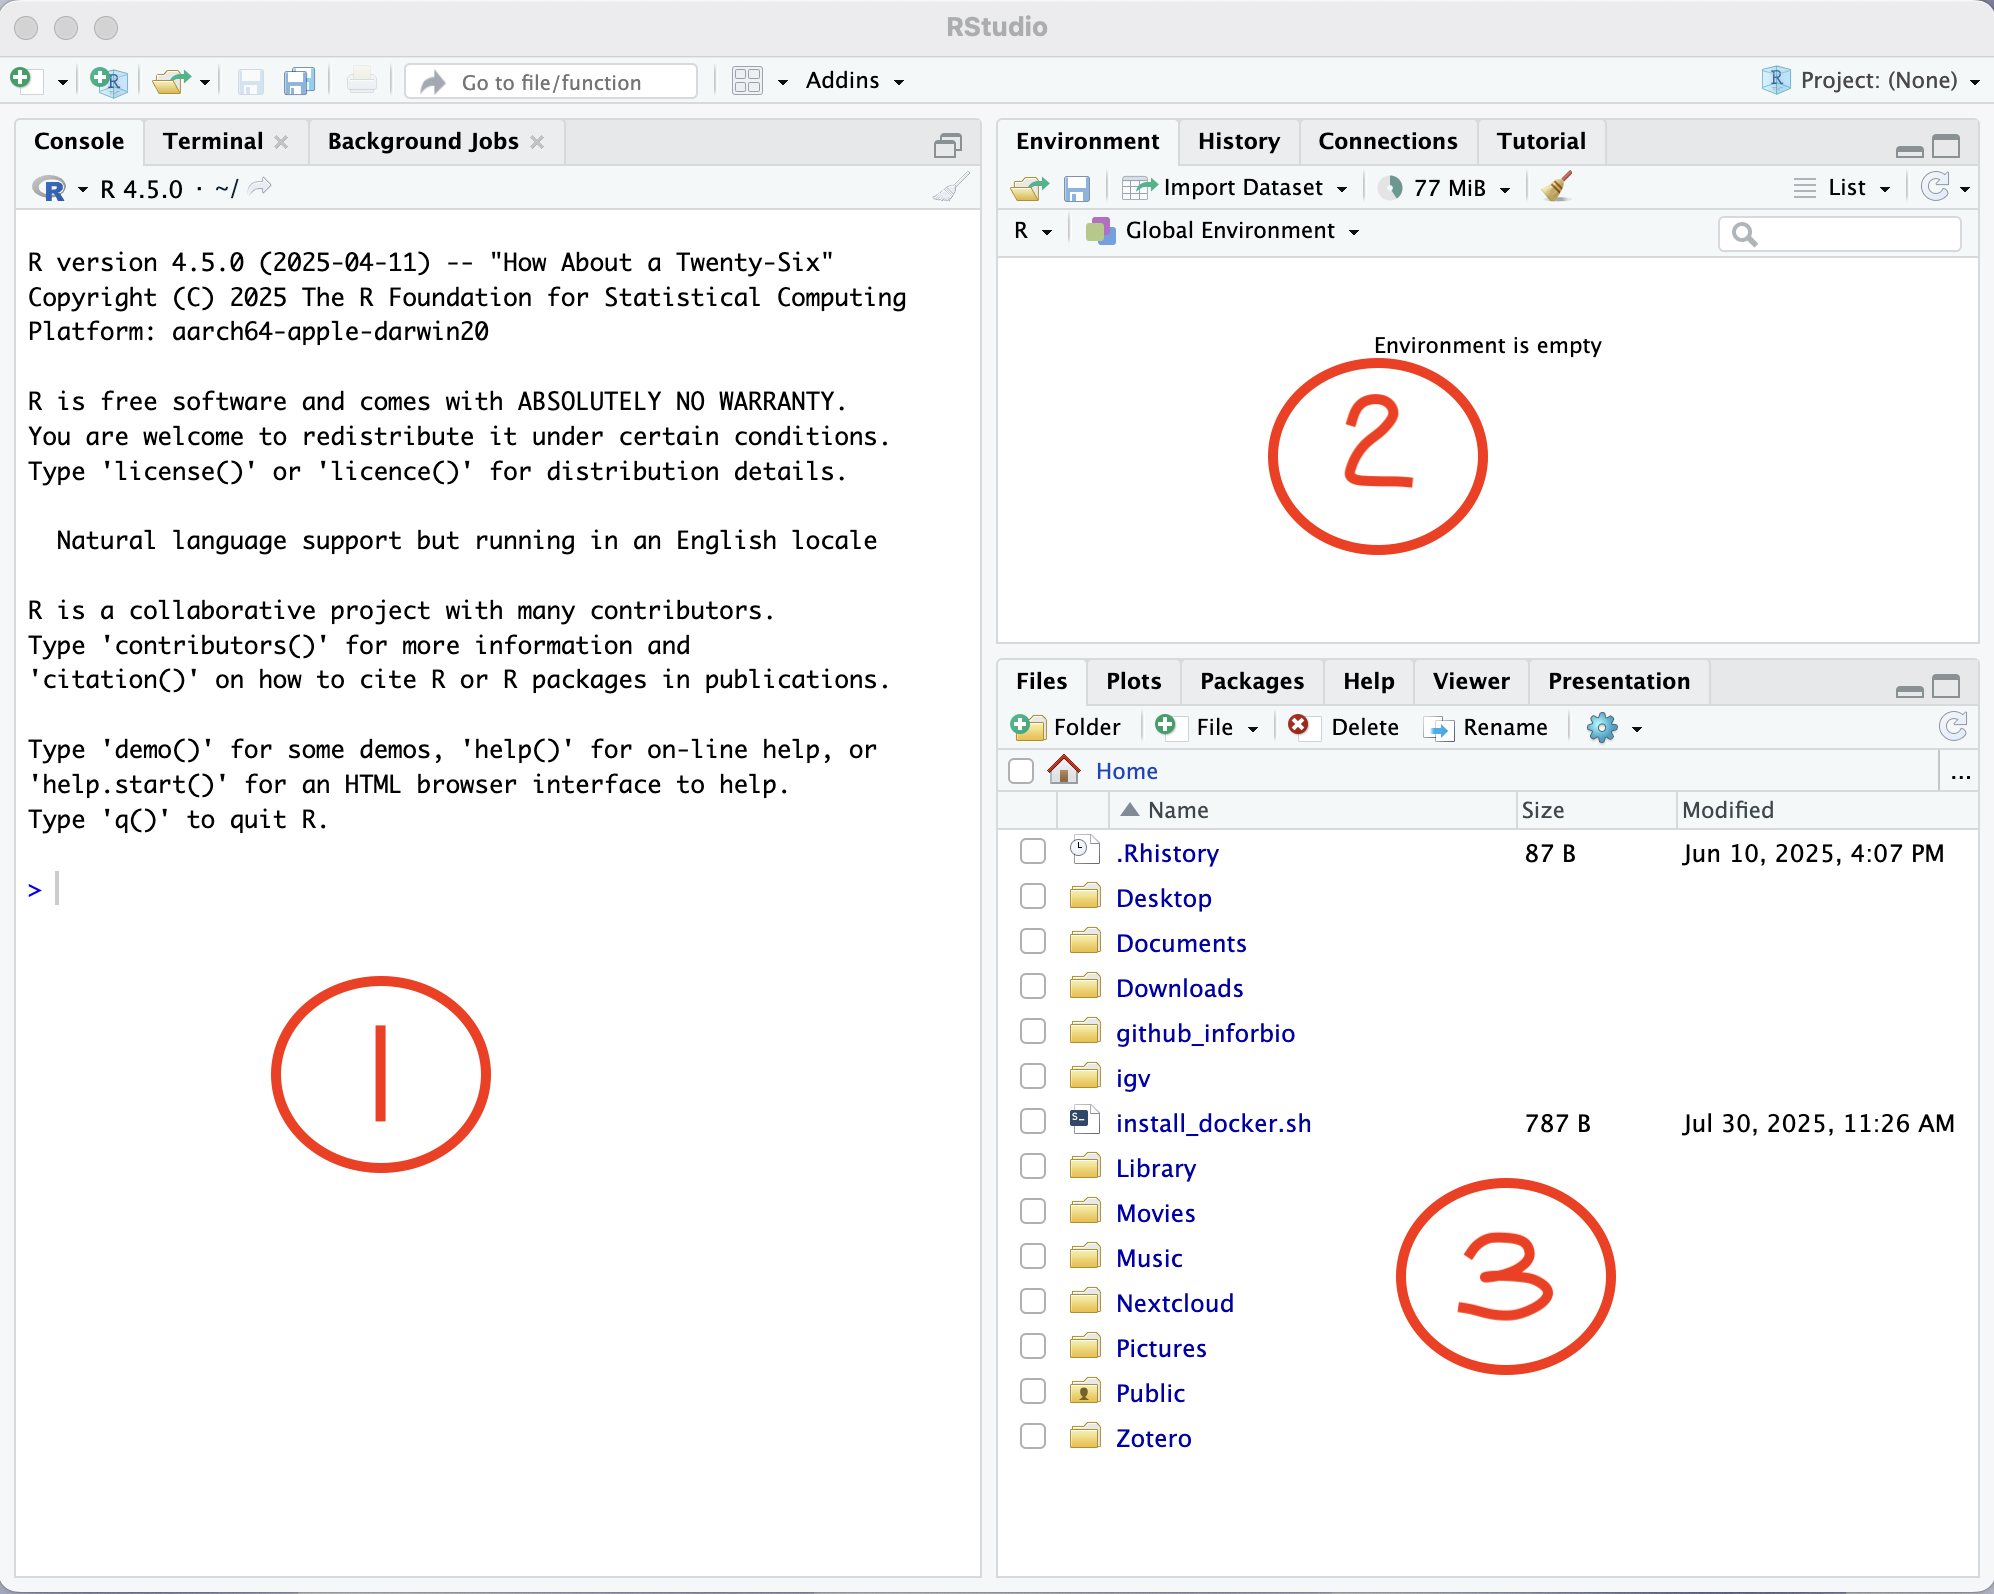 RStudio
Go to file/function
Addins
Project: (None)
Console
Terminal
Background Jobs
R 4.5.0 · ~/
R version 4.5.0 (2025-04-11) -- "How About a Twenty-Six"
Copyright (C) 2025 The R Foundation for Statistical Computing
Platform: aarch64-apple-darwin20
R is free software and comes with ABSOLUTELY NO WARRANTY.
You are welcome to redistribute it under certain conditions.
Type 'license()' or 'licence()' for distribution details.
Natural language support but running in an English locale
R is a collaborative project with many contributors.
Type 'contributors()' for more information and
'citation()' on how to cite R or R packages in publications.
Type 'demo()' for some demos, 'help()' for on-line help, or
'help.start()' for an HTML browser interface to help.
Type 'q()' to quit R.
>
1
Environment
History
Connections
Tutorial
Import Dataset
77 MiB
List
R
Global Environment
Environment is empty
2
Files
Plots
Packages
Help
Viewer
Presentation
Folder
File
Delete
Rename
Home
...
Name Size Modified
.Rhistory 87 B Jun 10, 2025, 4:07 PM
Desktop
Documents
Downloads
github_inforbio
igv
install_docker.sh 787 B Jul 30, 2025, 11:26 AM
Library
Movies
Music
Nextcloud
Pictures
Public
Zotero
3